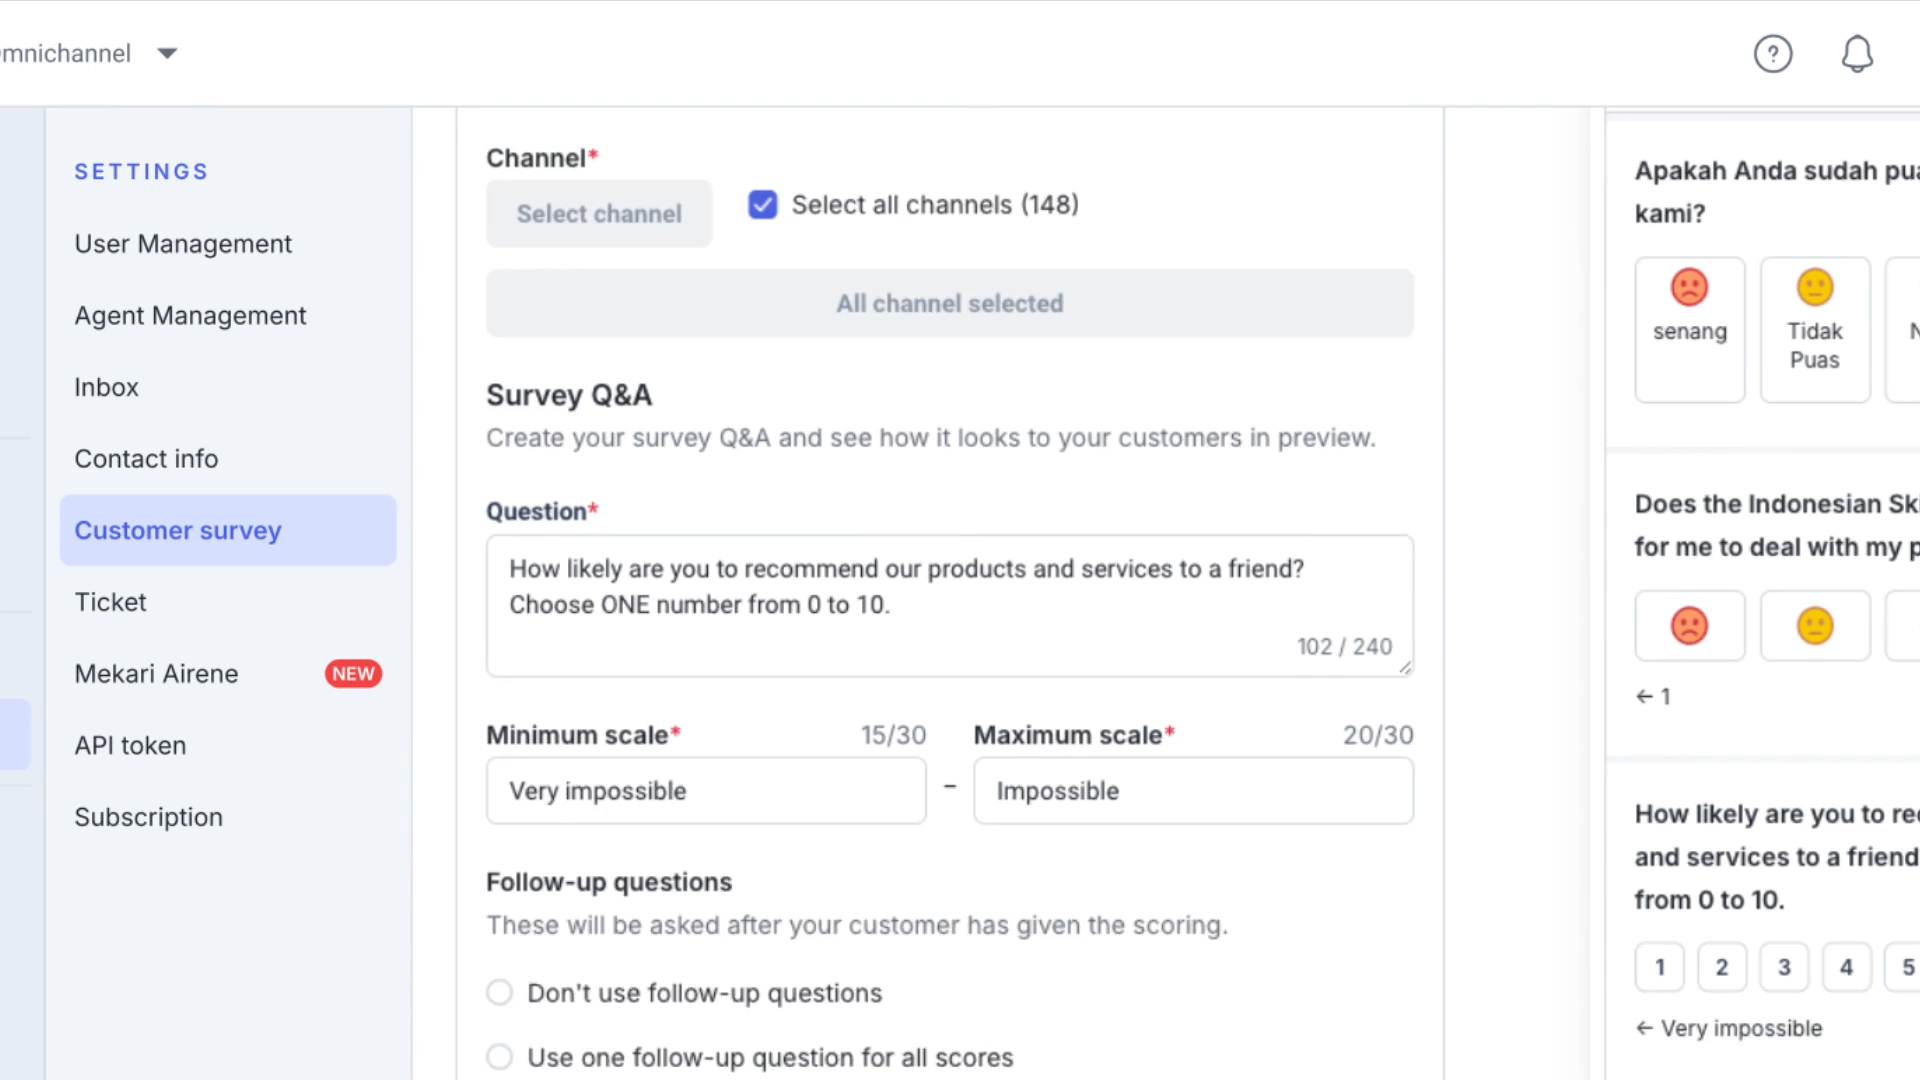 mnichannel
SETTINGS
User Management
Agent Management
Inbox
Contact info
Customer survey
Ticket
Mekari Airene NEW
API token
Subscription
Channel*
Select channel
Select all channels (148)
All channel selected
Survey Q&A
Create your survey Q&A and see how it looks to your customers in preview.
Question*
How likely are you to recommend our products and services to a friend?
Choose ONE number from 0 to 10.
102 / 240
Minimum scale* 15/30
Very impossible
–
Maximum scale* 20/30
Impossible
Follow-up questions
These will be asked after your customer has given the scoring.
Don't use follow-up questions
Use one follow-up question for all scores
Apakah Anda sudah pua
kami?
senang
Tidak
Puas
Does the Indonesian Ski
for me to deal with my p
← 1
How likely are you to rec
and services to a friend
from 0 to 10.
1 2 3 4 5
← Very impossible